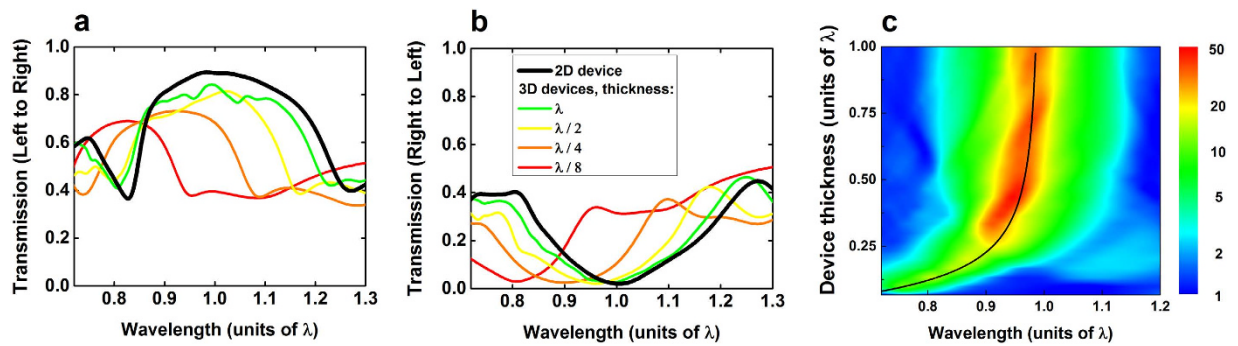 a
Transmission (Left to Right)
1.0
0.8
0.6
0.4
0.2
0.0
0.8 0.9 1.0 1.1 1.2 1.3
Wavelength (units of λ)
b
Transmission (Right to Left)
1.0
0.8
0.6
0.4
0.2
0.0
2D device
3D devices, thickness:
λ
λ / 2
λ / 4
λ / 8
0.8 0.9 1.0 1.1 1.2 1.3
Wavelength (units of λ)
c
Device thickness (units of λ)
1.00
0.75
0.50
0.25
0.8 0.9 1.0 1.1 1.2
Wavelength (units of λ)
50
20
10
5
2
1